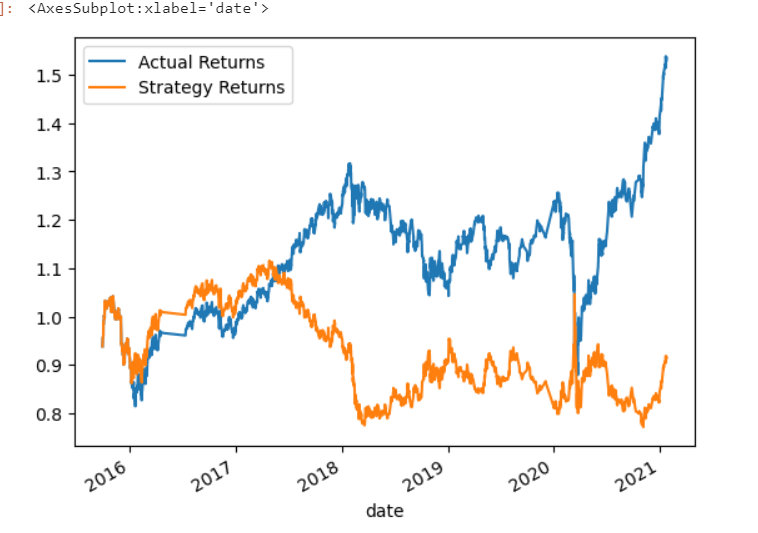 ]: <AxesSubplot:xlabel='date'>
Actual Returns
Strategy Returns
1.5
1.4
1.3
1.2
1.1
1.0
0.9
0.8
2016 2017 2018 2019 2020 2021
date